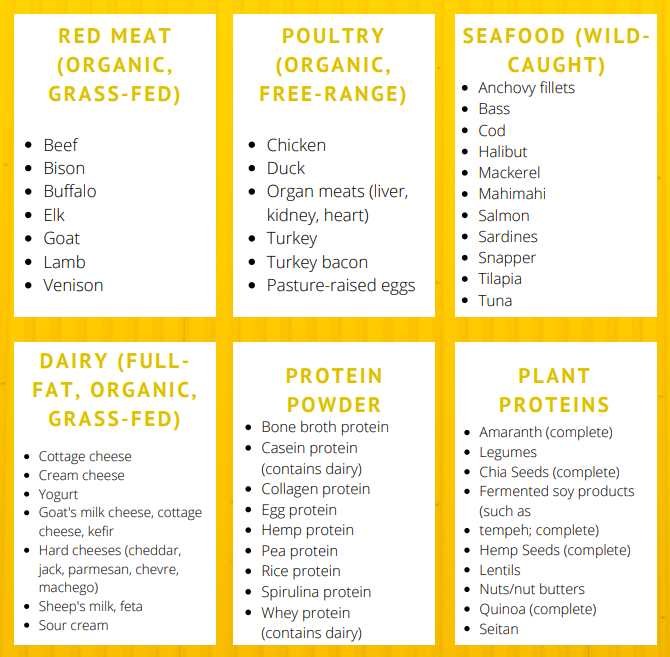 RED MEAT
(ORGANIC,
GRASS-FED)
• Beef
• Bison
• Buffalo
• Elk
• Goat
• Lamb
• Venison
POULTRY
(ORGANIC,
FREE-RANGE)
• Chicken
• Duck
• Organ meats (liver,
kidney, heart)
• Turkey
• Turkey bacon
• Pasture-raised eggs
SEAFOOD (WILD-
CAUGHT)
• Anchovy fillets
• Bass
• Cod
• Halibut
• Mackerel
• Mahimahi
• Salmon
• Sardines
• Snapper
• Tilapia
• Tuna
DAIRY (FULL-
FAT, ORGANIC,
GRASS-FED)
• Cottage cheese
• Cream cheese
• Yogurt
• Goat's milk cheese, cottage
cheese, kefir
• Hard cheeses (cheddar,
jack, parmesan, chevre,
machego)
• Sheep's milk, feta
• Sour cream
PROTEIN
POWDER
• Bone broth protein
• Casein protein
(contains dairy)
• Collagen protein
• Egg protein
• Hemp protein
• Pea protein
• Rice protein
• Spirulina protein
• Whey protein
(contains dairy)
PLANT
PROTEINS
• Amaranth (complete)
• Legumes
• Chia Seeds (complete)
• Fermented soy products
(such as
• tempeh; complete)
• Hemp Seeds (complete)
• Lentils
• Nuts/nut butters
• Quinoa (complete)
• Seitan